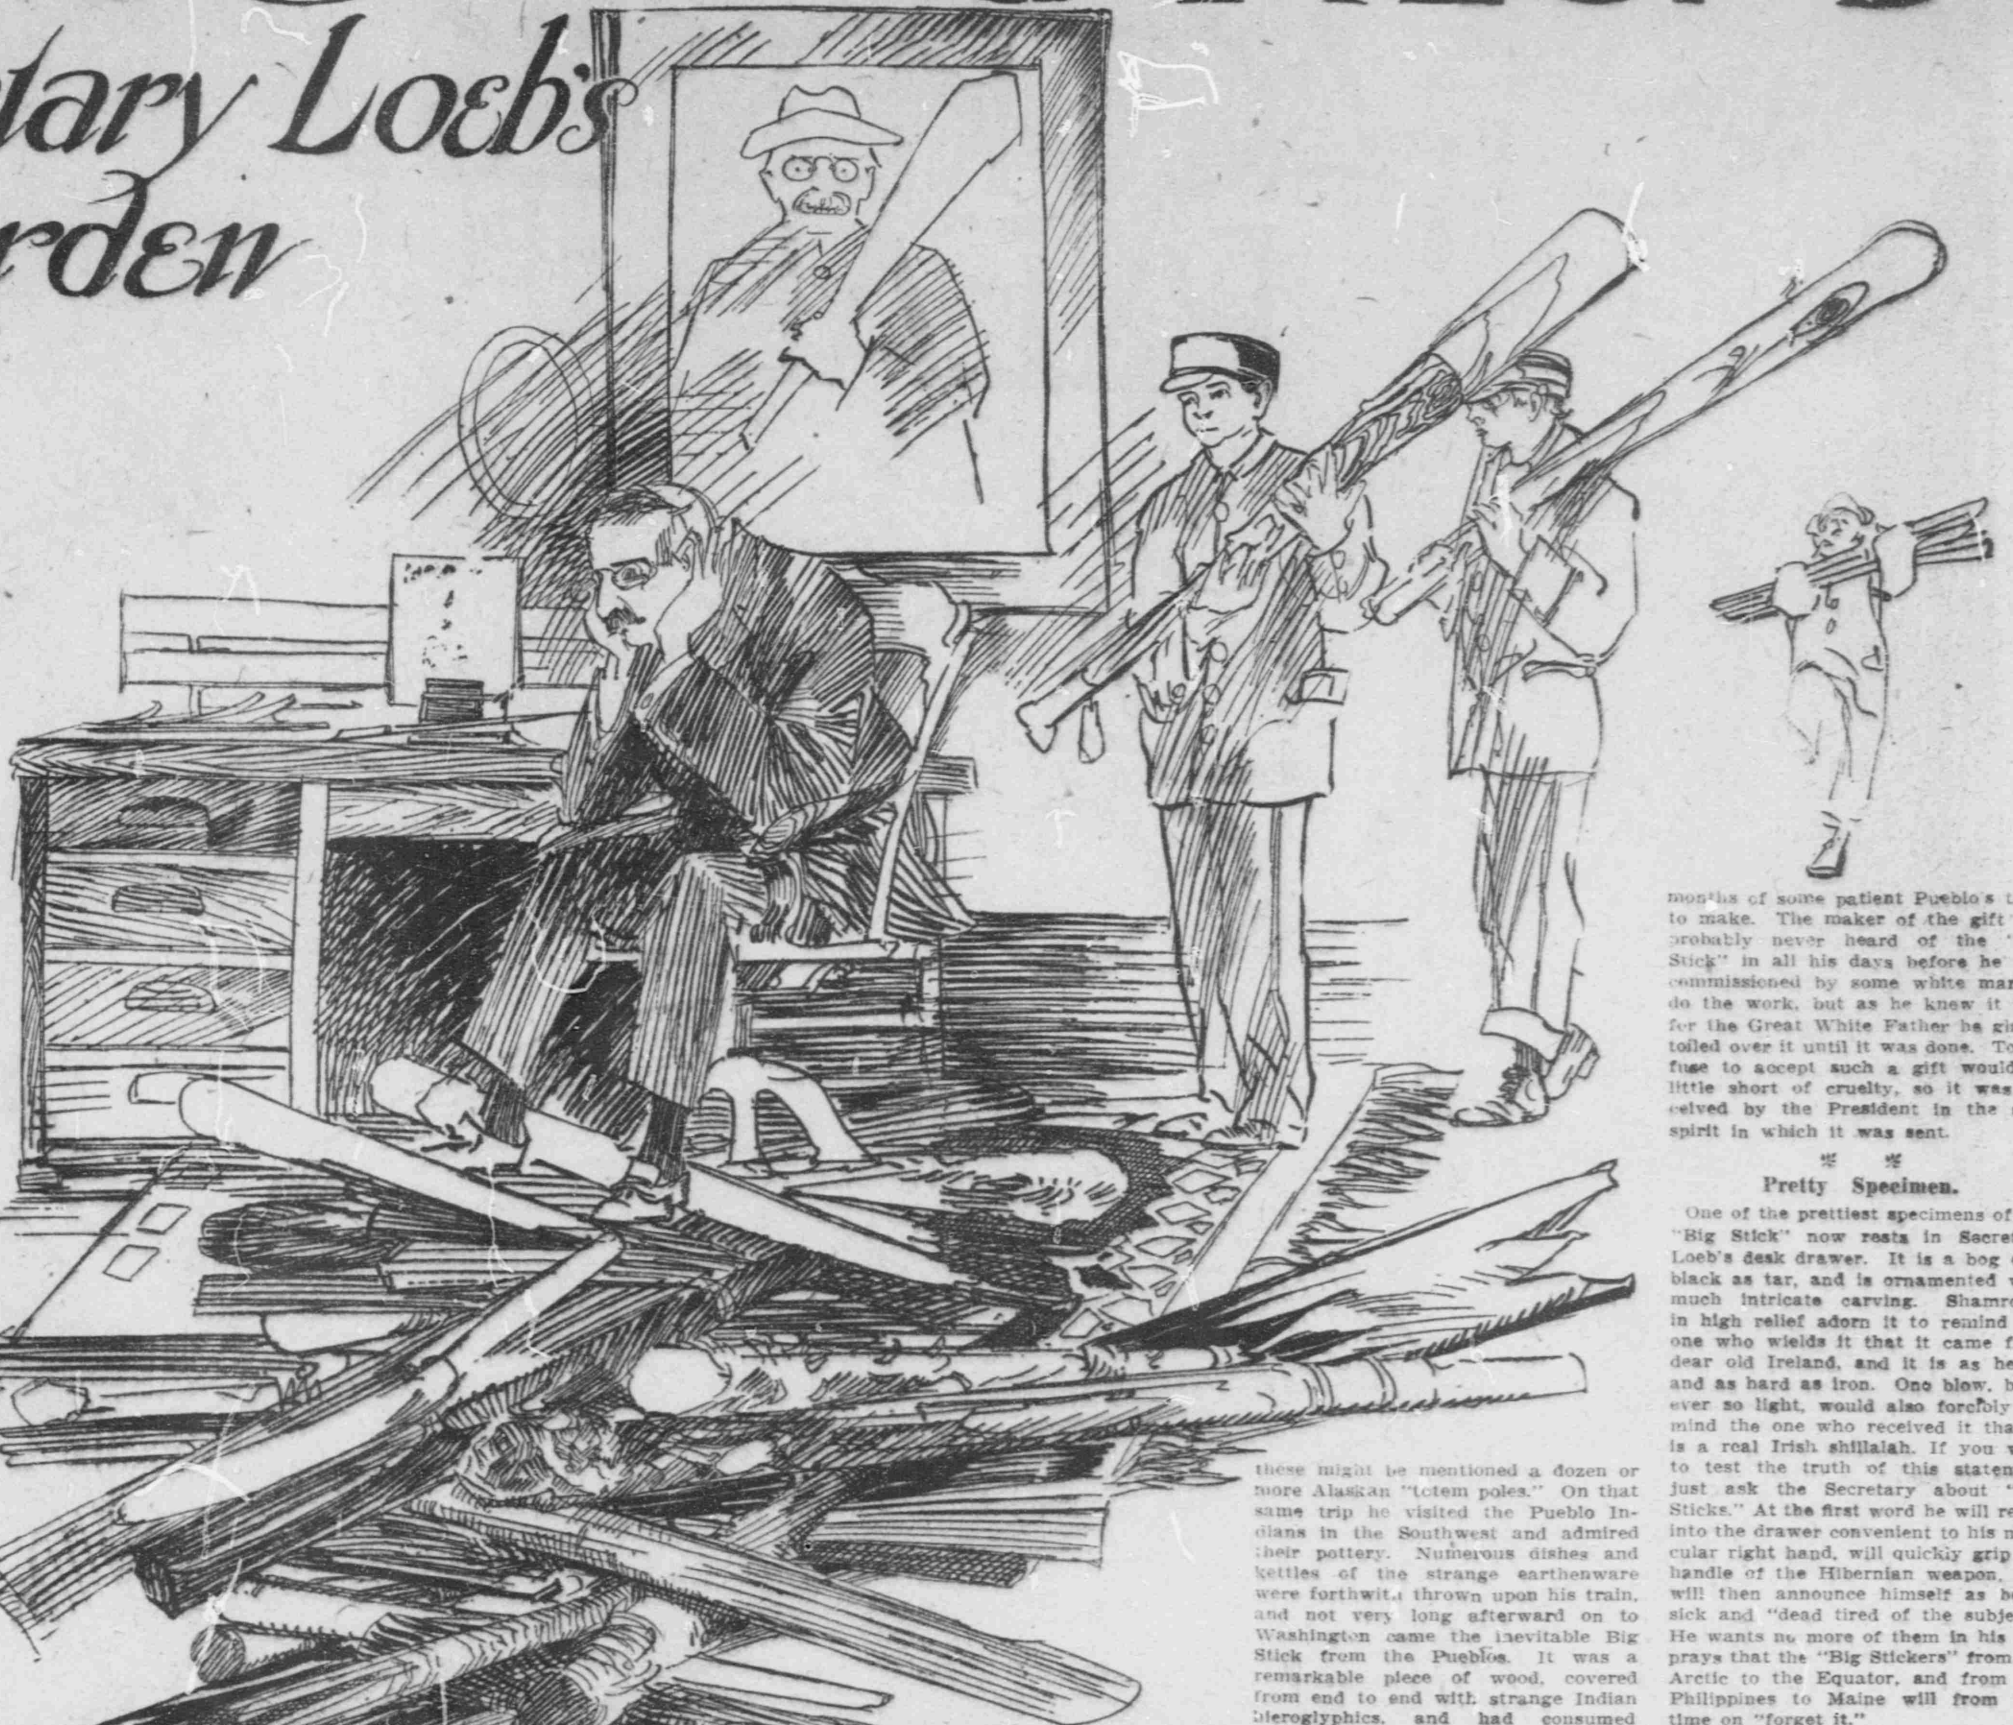 tary Loeb's
rden
these might be mentioned a dozen or
more Alaskan "totem poles." On that
same trip he visited the Pueblo In-
dians in the Southwest and admired
their pottery. Numerous dishes and
kettles of the strange earthenware
were forthwith thrown upon his train,
and not very long afterward on to
Washington came the inevitable Big
Stick from the Pueblos. It was a
remarkable piece of wood, covered
from end to end with strange Indian
hieroglyphics, and had consumed
months of some patient Pueblo's t
to make. The maker of the gift
probably never heard of the "
Stick" in all his days before he
commissioned by some white man
do the work, but as he knew it
for the Great White Father he gl
toiled over it until it was done. To
fuse to accept such a gift would
little short of cruelty, so it was
ceived by the President in the
spirit in which it was sent.
Pretty Specimen.
One of the prettiest specimens of
"Big Stick" now rests in Secret
Loeb's desk drawer. It is a bog
black as tar, and is ornamented
much intricate carving. Shamro
in high relief adorn it to remind
one who wields it that it came f
dear old Ireland, and it is as he
and as hard as iron. One blow, h
ever so light, would also forcibly
mind the one who received it tha
is a real Irish shillalah. If you w
to test the truth of this staten
just ask the Secretary about "
Sticks." At the first word he will re
into the drawer convenient to his m
cular right hand, will quickly grip
handle of the Hibernian weapon,
will then announce himself as b
sick and "dead tired of the subje
He wants no more of them in his
prays that the "Big Stickers" from
Arctic to the Equator, and from
Philippines to Maine will from
time on "forget it."